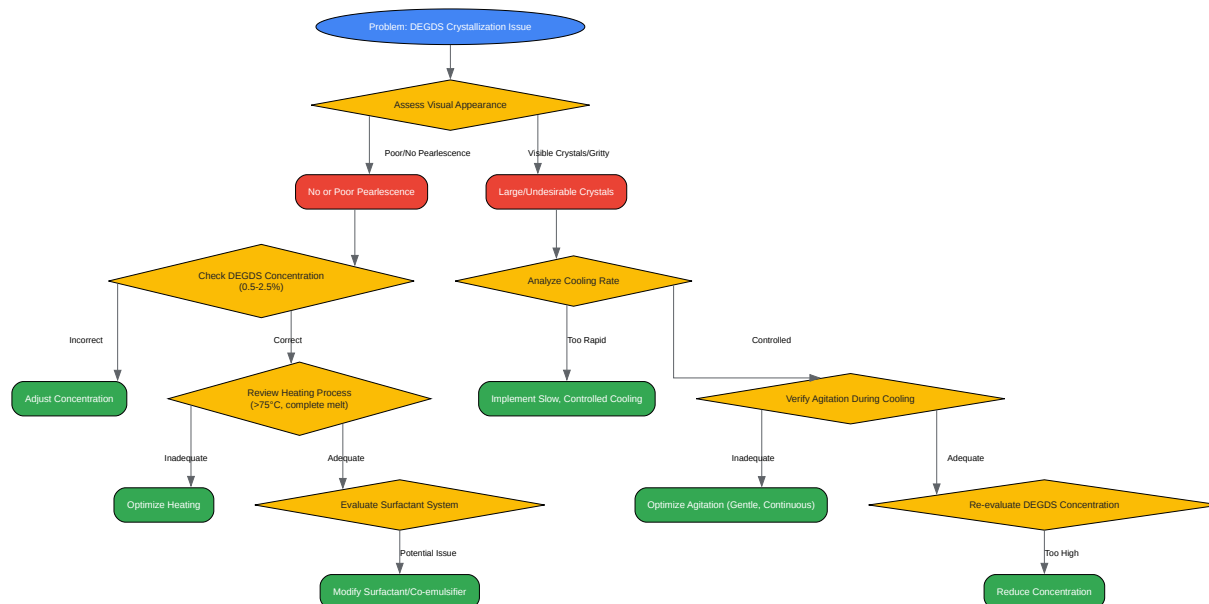 Problem: DEGDS Crystallization Issue
Assess Visual Appearance
Poor/No Pearlescence
Visible Crystals/Gritty
No or Poor Pearlescence
Large/Undesirable Crystals
Check DEGDS Concentration
(0.5-2.5%)
Analyze Cooling Rate
Incorrect
Correct
Too Rapid
Controlled
Adjust Concentration
Review Heating Process
(>75°C, complete melt)
Implement Slow, Controlled Cooling
Verify Agitation During Cooling
Inadequate
Adequate
Inadequate
Adequate
Optimize Heating
Evaluate Surfactant System
Optimize Agitation (Gentle, Continuous)
Re-evaluate DEGDS Concentration
Potential Issue
Too High
Modify Surfactant/Co-emulsifier
Reduce Concentration